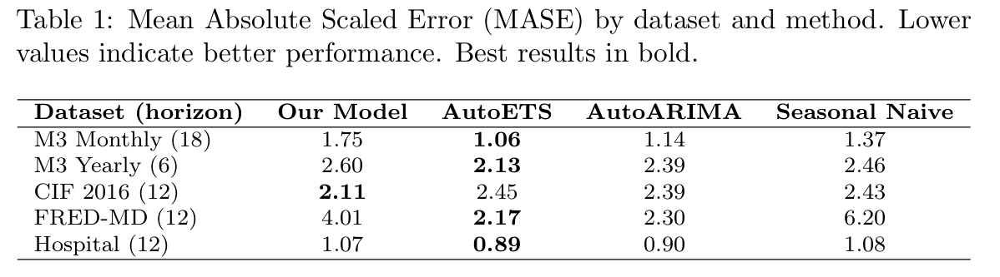 Table 1: Mean Absolute Scaled Error (MASE) by dataset and method. Lower
values indicate better performance. Best results in bold.
Dataset (horizon) Our Model AutoETS AutoARIMA Seasonal Naive
M3 Monthly (18) 1.75 1.06 1.14 1.37
M3 Yearly (6) 2.60 2.13 2.39 2.46
CIF 2016 (12) 2.11 2.45 2.39 2.43
FRED-MD (12) 4.01 2.17 2.30 6.20
Hospital (12) 1.07 0.89 0.90 1.08